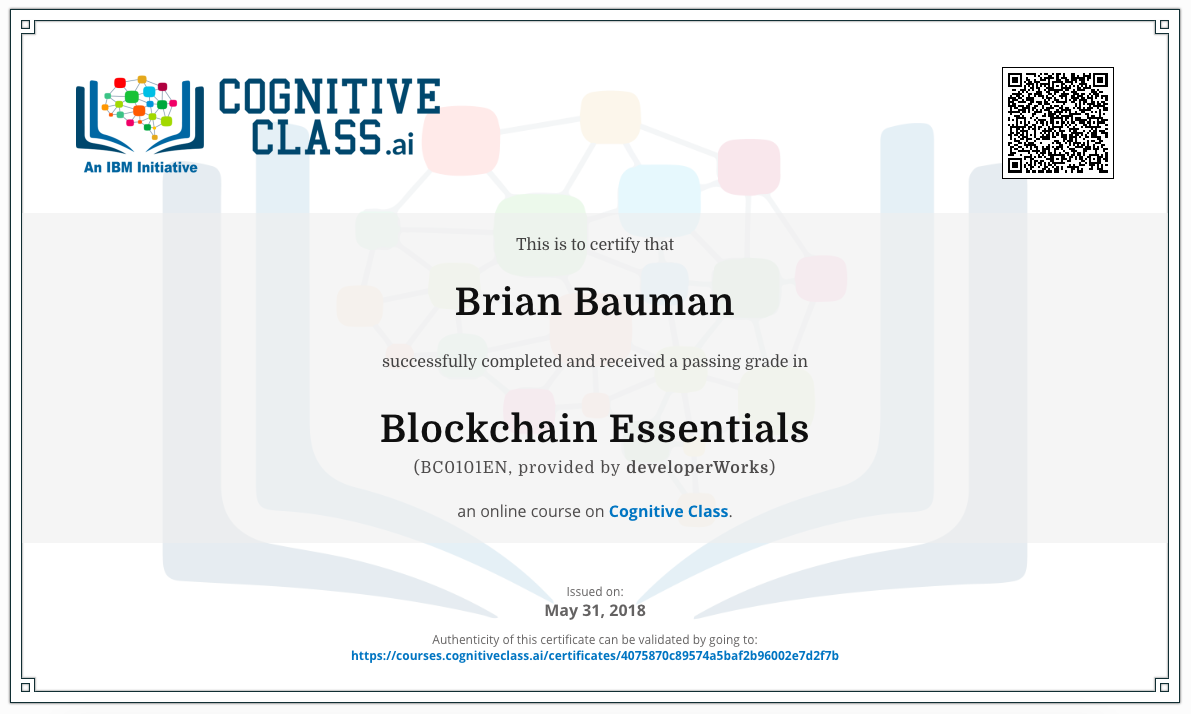 COGNITIVE
CLASS.ai
An IBM Initiative
This is to certify that
Brian Bauman
successfully completed and received a passing grade in
Blockchain Essentials
(BC0101EN, provided by developerWorks)
an online course on Cognitive Class.
Issued on:
May 31, 2018
Authenticity of this certificate can be validated by going to:
https://courses.cognitiveclass.ai/certificates/4075870c89574a5baf2b96002e7d2f7b